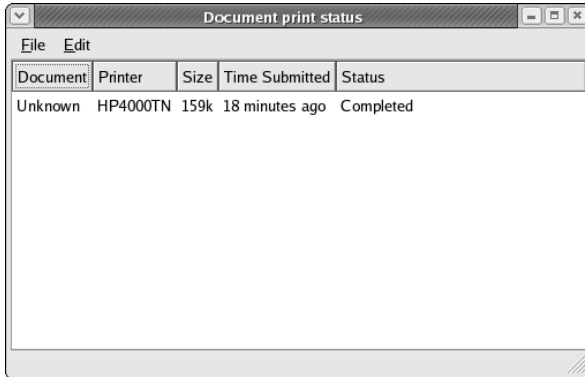 Document print status
File Edit
Document Printer Size Time Submitted Status
Unknown HP4000TN 159k 18 minutes ago Completed